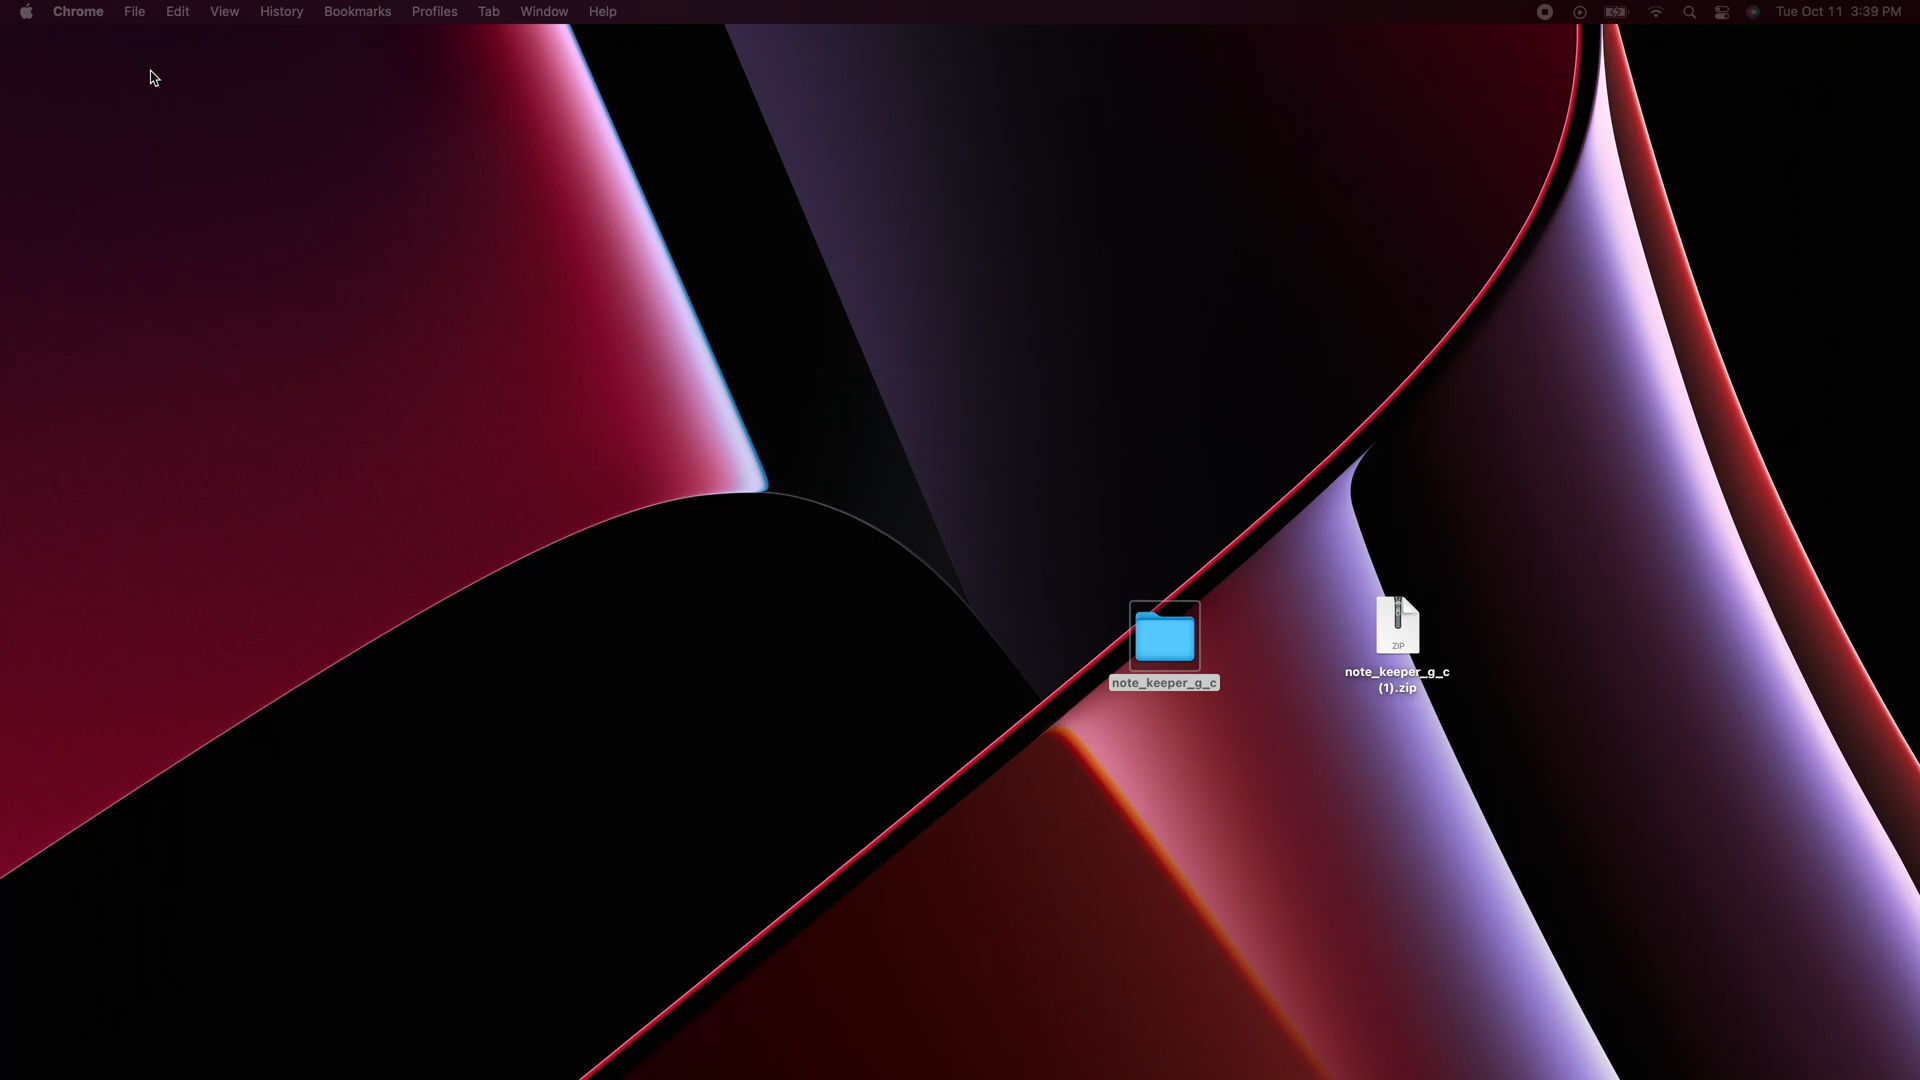 Chrome File Edit View History Bookmarks Profiles Tab Window Help Tue Oct 11 3:39 PM
note_keeper_g_c
ZIP
note_keeper_g_c
(1).zip